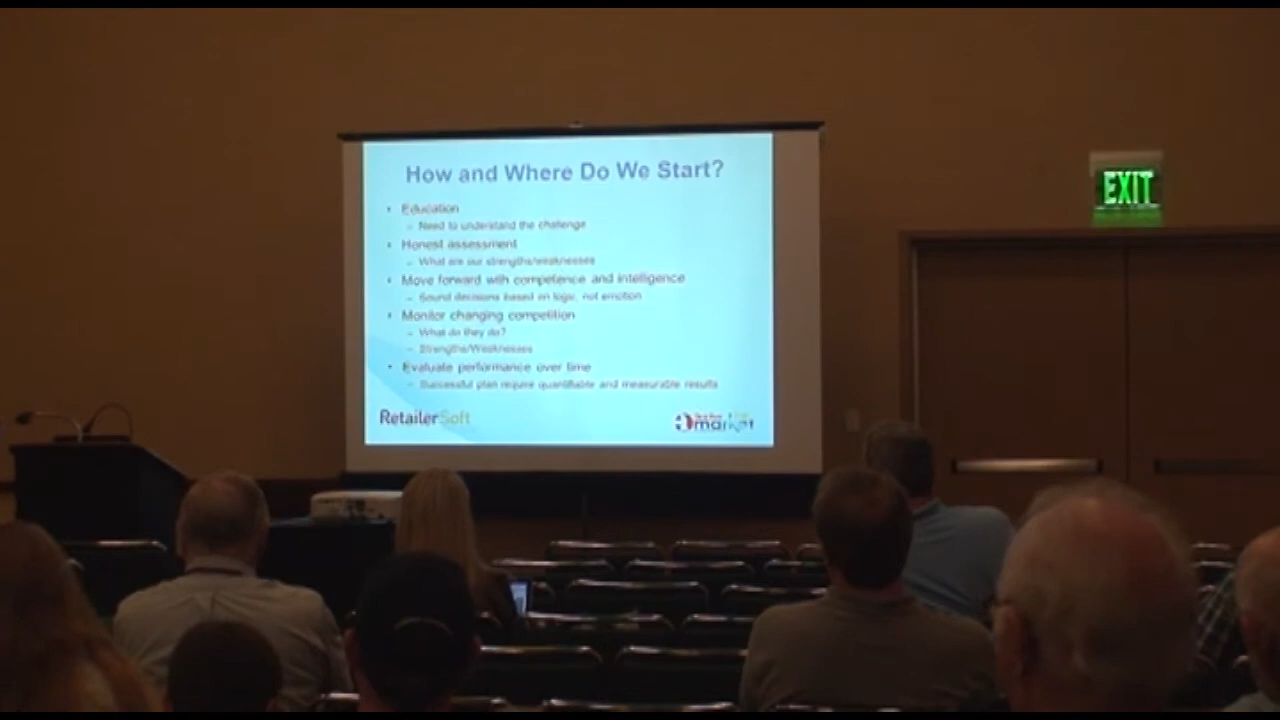 How and Where Do We Start?
• Education
– Need to understand the challenge
• Honest assessment
– What are our strengths/weaknesses
• Move forward with competence and intelligence
– Sound decisions based on logic, not emotion
• Monitor changing competition
– What do they do?
– Strengths/Weaknesses
• Evaluate performance over time
– Successful plan require quantifiable and measurable results
RetailerSoft
market
EXIT